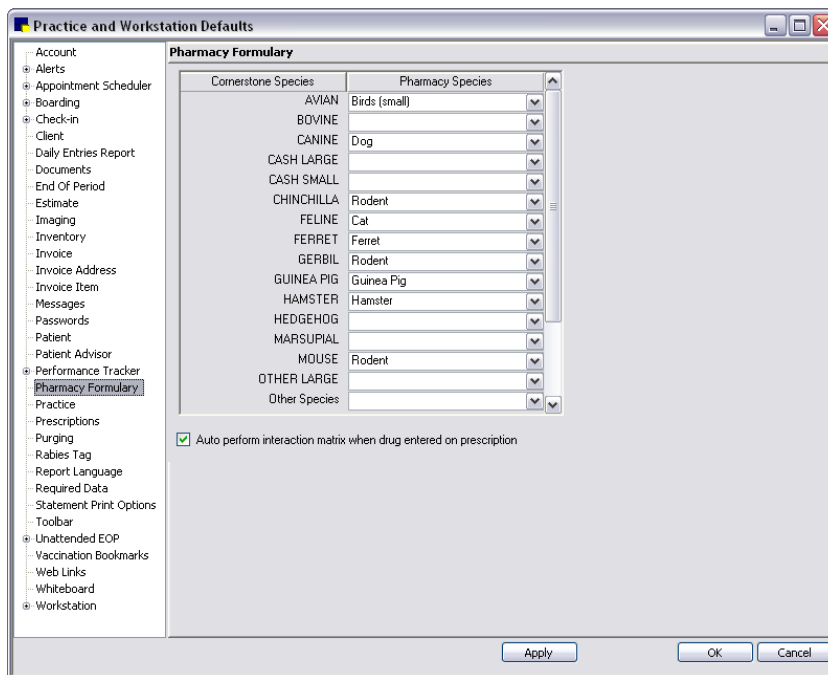 Practice and Workstation Defaults
Account
Alerts
Appointment Scheduler
Boarding
Check-in
Client
Daily Entries Report
Documents
End Of Period
Estimate
Imaging
Inventory
Invoice
Invoice Address
Invoice Item
Messages
Passwords
Patient
Patient Advisor
Performance Tracker
Pharmacy Formulary
Practice
Prescriptions
Purging
Rabies Tag
Report Language
Required Data
Statement Print Options
Toolbar
Unattended EOP
Vaccination Bookmarks
Web Links
Whiteboard
Workstation
Pharmacy Formulary
Cornerstone Species Pharmacy Species
AVIAN Birds (small)
BOVINE
CANINE Dog
CASH LARGE
CASH SMALL
CHINCHILLA Rodent
FELINE Cat
FERRET Ferret
GERBIL Rodent
GUINEA PIG Guinea Pig
HAMSTER Hamster
HEDGEHOG
MARSUPIAL
MOUSE Rodent
OTHER LARGE
Other Species
Auto perform interaction matrix when drug entered on prescription
Apply OK Cancel